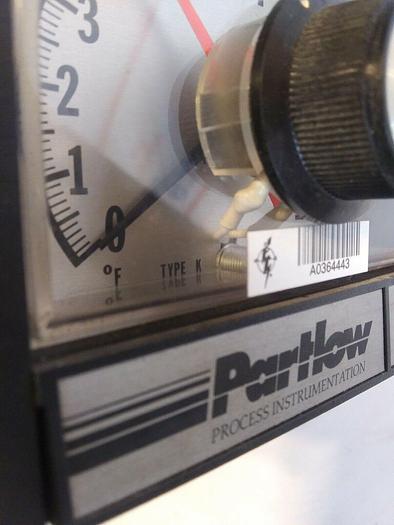 3
2
1
0
°F
TYPE K
A0364443
Partlow
PROCESS INSTRUMENTATION